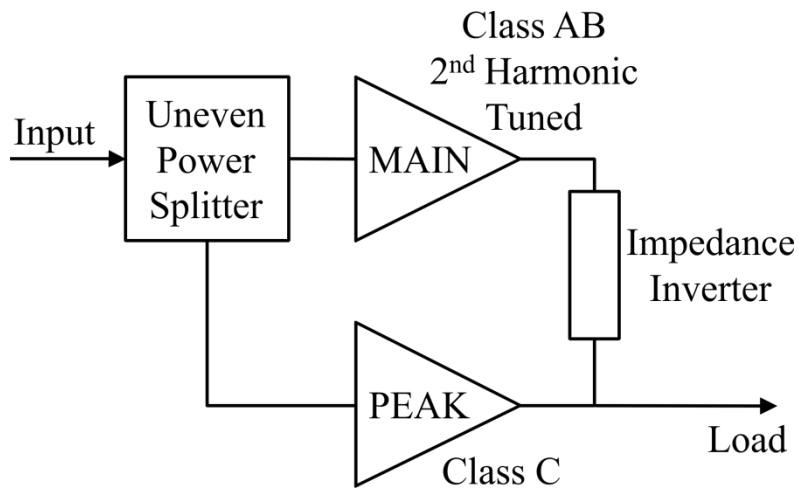 Class AB
2nd Harmonic
Tuned
Input
Uneven
Power
Splitter
MAIN
Impedance
Inverter
PEAK
Load
Class C